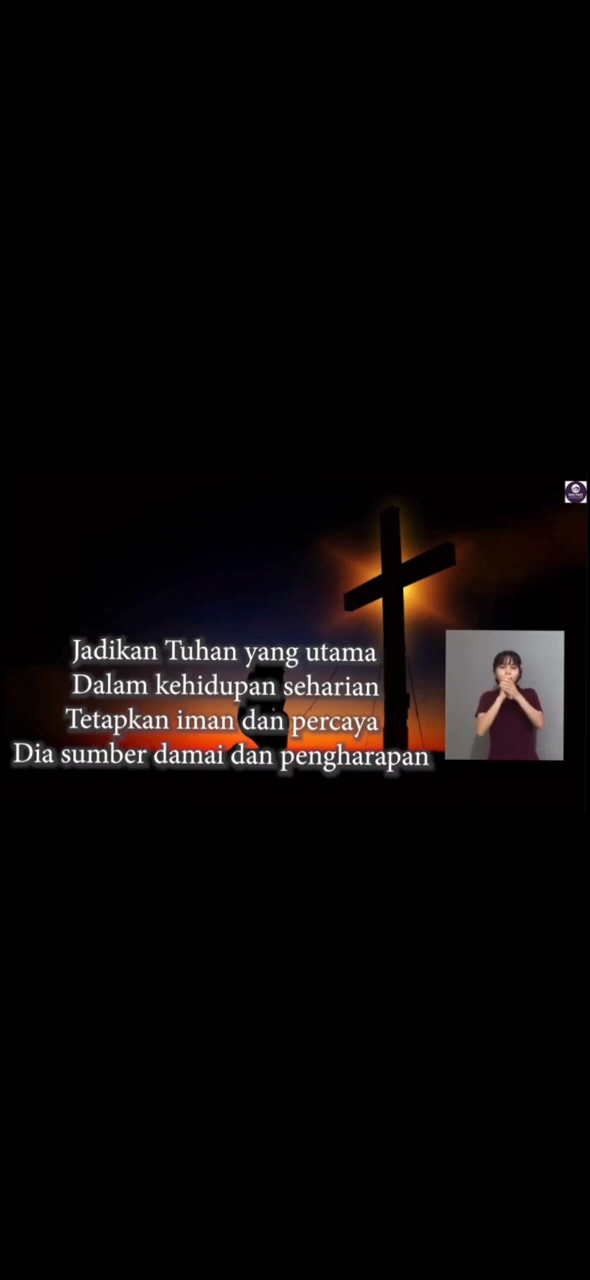 Jadikan Tuhan yang utama
Dalam kehidupan seharian
Tetapkan iman dan percaya
Dia sumber damai dan pengharapan